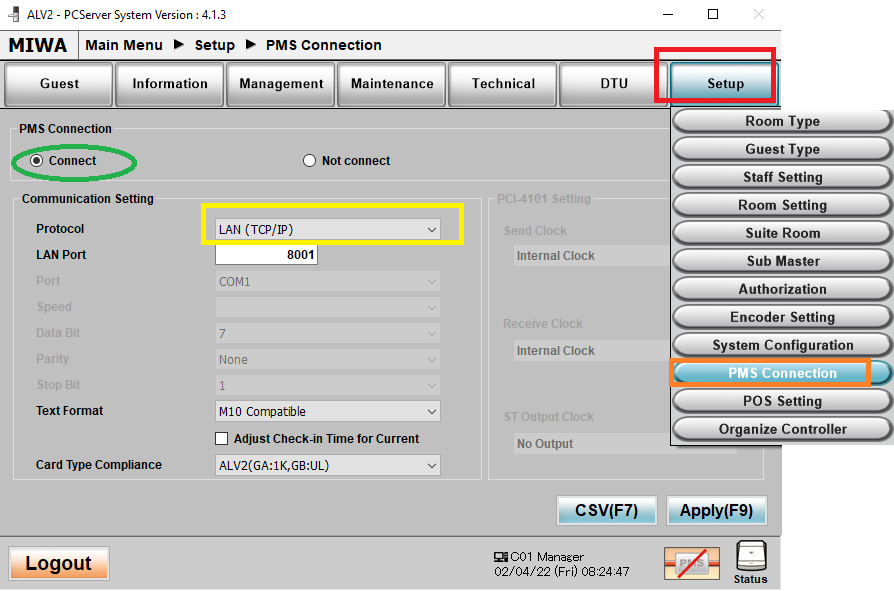 ALV2 - PCServer System Version : 4.1.3
MIWA Main Menu ▶ Setup ▶ PMS Connection
Guest Information Management Maintenance Technical DTU Setup
Room Type
Guest Type
Staff Setting
Room Setting
Suite Room
Sub Master
Authorization
Encoder Setting
System Configuration
PMS Connection
POS Setting
Organize Controller
PMS Connection
Connect Not connect
Communication Setting
Protocol LAN (TCP/IP)
LAN Port 8001
Port COM1
Speed
Data Bit 7
Parity None
Stop Bit 1
Text Format M10 Compatible
Adjust Check-in Time for Current
Card Type Compliance ALV2(GA:1K,GB:UL)
PCI-4101 Setting
Send Clock
Internal Clock
Receive Clock
Internal Clock
ST Output Clock
No Output
CSV(F7) Apply(F9)
Logout
G01 Manager
02/04/22 (Fri) 08:24:47
PMS
Status